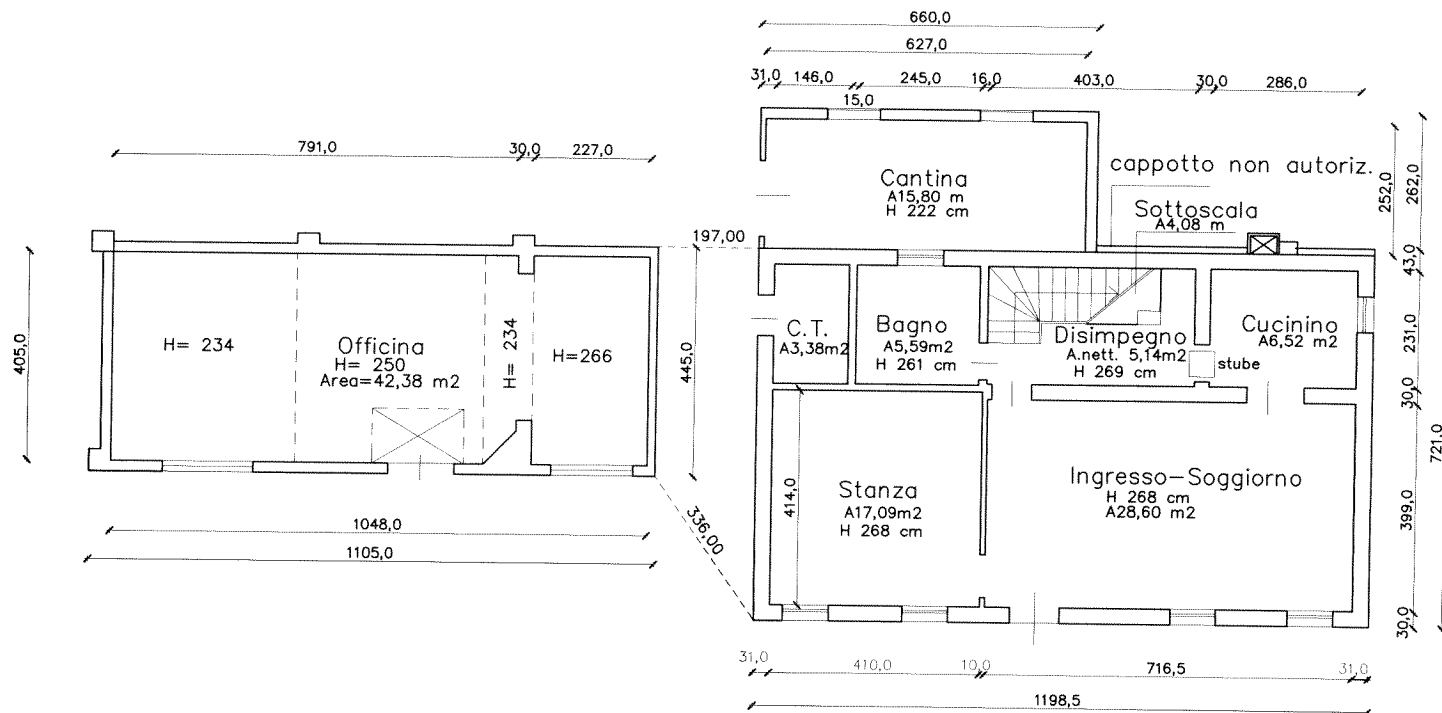 660,0
627,0
31,0 146,0 245,0 16,0 403,0 30,0 286,0
15,0
791,0 30,0 227,0
cappotto non autoriz.
Cantina
A15,80 m
H 222 cm
Sottoscala
A4,08 m
252,0
262,0
197,00
43,0
405,0
H= 234
Officina
H= 250
Area=42,38 m2
H= 234
H=266
445,0
C.T.
A3,38m2
Bagno
A5,59m2
H 261 cm
Disimpegno
A.nett. 5,14m2
H 269 cm
stube
Cucinino
A6,52 m2
231,0
30,0
721,0
414,0
Stanza
A17,09m2
H 268 cm
Ingresso-Soggiorno
H 268 cm
A28,60 m2
399,0
30,0
336,00
1048,0
1105,0
31,0 410,0 10,0 716,5 31,0
1198,5